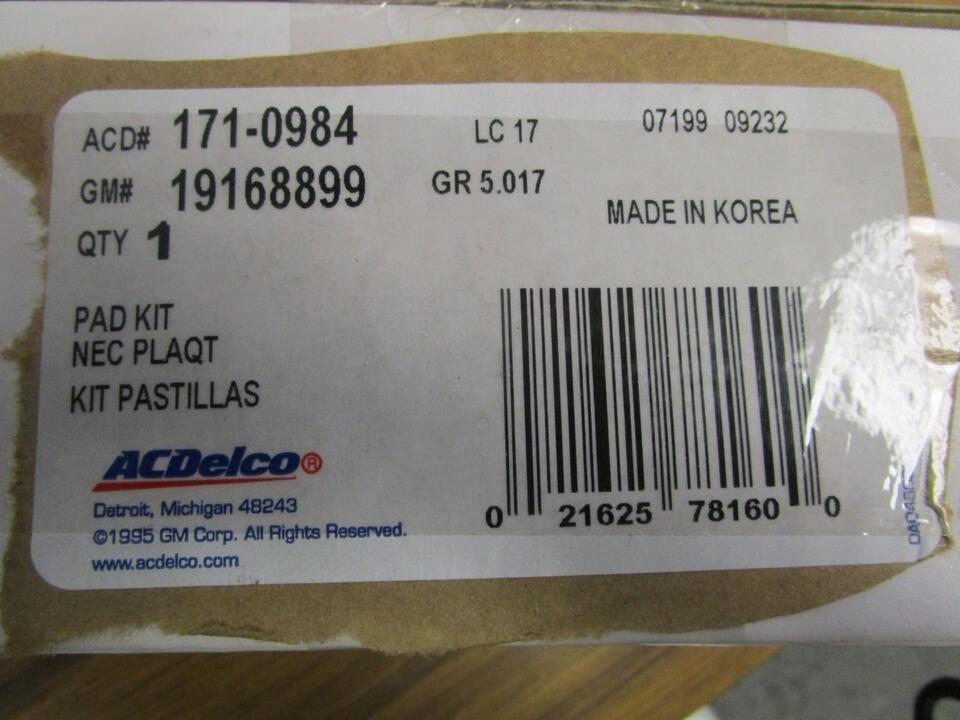 ACD# 171-0984 LC 17 07199 09232
GM# 19168899 GR 5.017
MADE IN KOREA
QTY 1
PAD KIT
NEC PLAQT
KIT PASTILLAS
ACDelco®
Detroit, Michigan 48243
©1995 GM Corp. All Rights Reserved.
www.acdelco.com
0 21625 78160 0